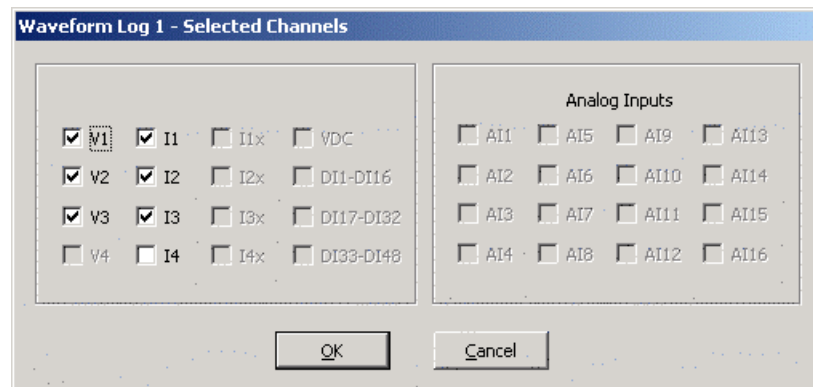 Waveform Log 1 - Selected Channels
V1 I1 I1x VDC
V2 I2 I2x DI1-DI16
V3 I3 I3x DI17-DI32
V4 I4 I4x DI33-DI48
Analog Inputs
AI1 AI5 AI9 AI13
AI2 AI6 AI10 AI14
AI3 AI7 AI11 AI15
AI4 AI8 AI12 AI16
OK Cancel